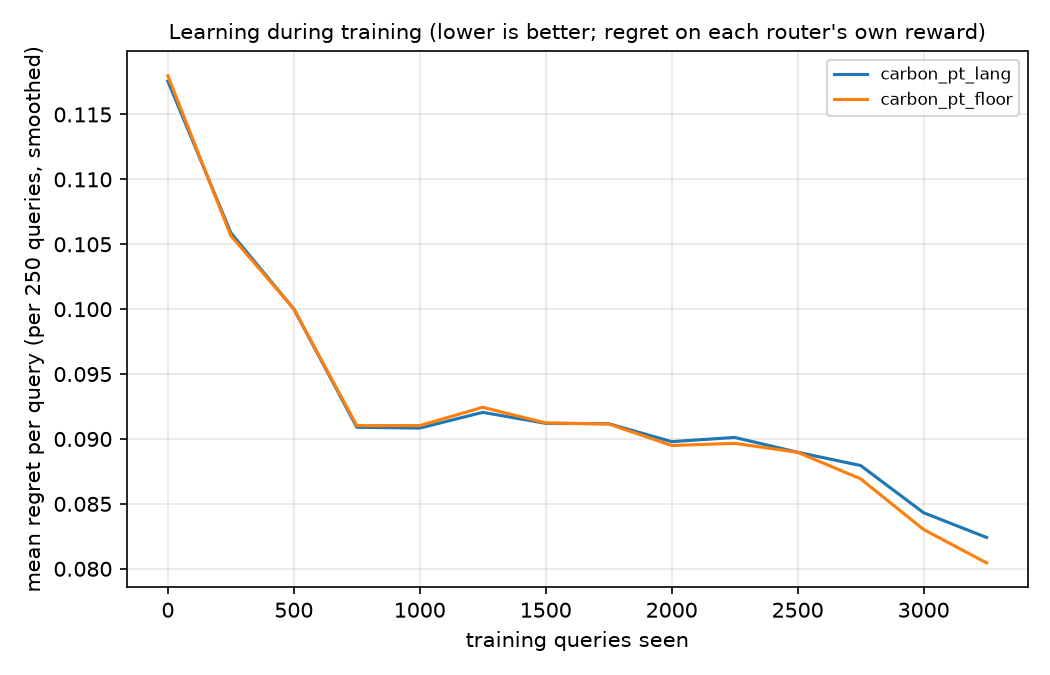 Learning during training (lower is better; regret on each router's own reward)
carbon_pt_lang
carbon_pt_floor
mean regret per query (per 250 queries, smoothed)
0.115
0.110
0.105
0.100
0.095
0.090
0.085
0.080
0 500 1000 1500 2000 2500 3000
training queries seen